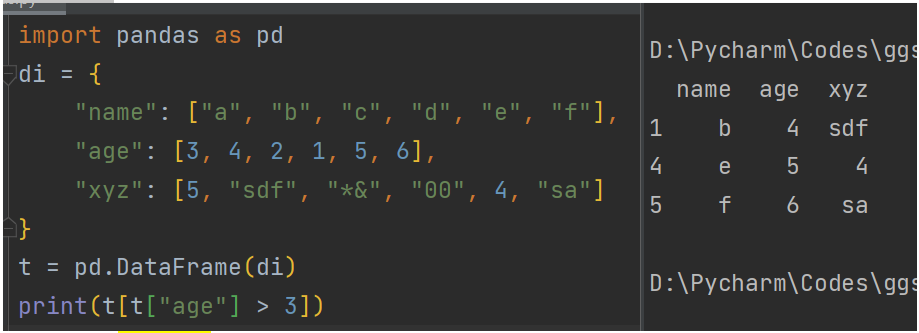 import pandas as pd
di = {
    "name": ["a", "b", "c", "d", "e", "f"],
    "age": [3, 4, 2, 1, 5, 6],
    "xyz": [5, "sdf", "*&", "00", 4, "sa"]
}
t = pd.DataFrame(di)
print(t[t["age"] > 3])
D:\Pycharm\Codes\ggs
  name  age  xyz
1    b    4  sdf
4    e    5    4
5    f    6   sa
D:\Pycharm\Codes\ggs